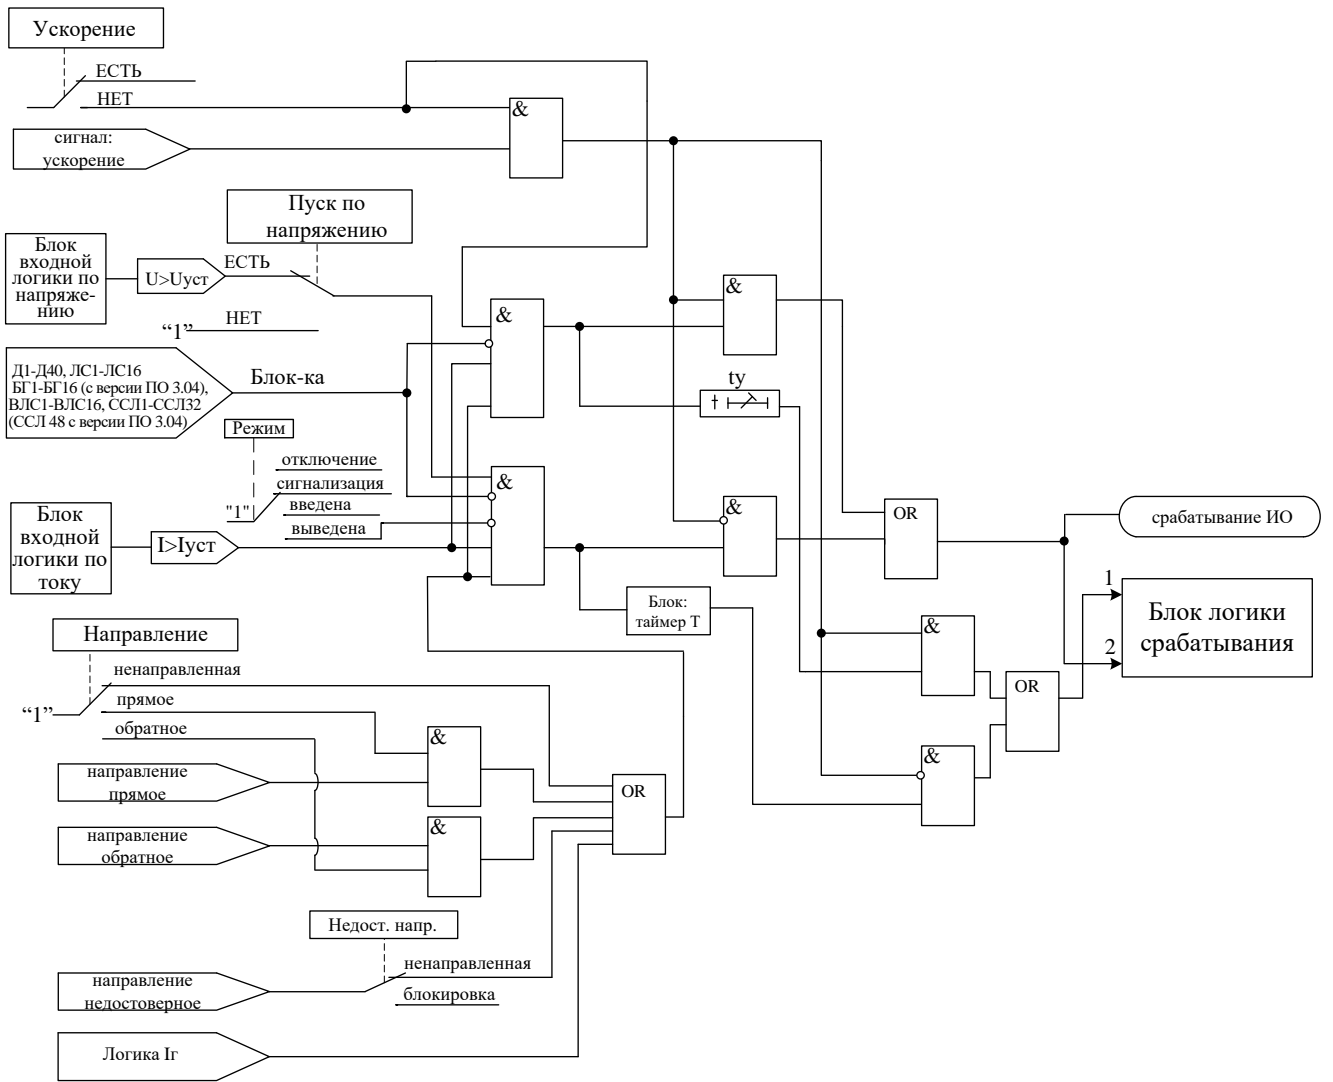 Ускорение
ЕСТЬ
НЕТ
&
сигнал:
ускорение
Пуск по
напряжению
Блок
входной
логики по
напряже-
нию
U>Uуст
ЕСТЬ
“1”
НЕТ
&
&
Д1-Д40, ЛС1-ЛС16
БГ1-БГ16 (с версии ПО 3.04),
ВЛС1-ВЛС16, ССЛ1-ССЛ32
(ССЛ 48 с версии ПО 3.04)
Блок-ка
tу
Режим
отключение
сигнализация
"1"
введена
выведена
&
&
OR
срабатывание ИО
Блок
входной
логики по
току
I>Iуст
Блок:
таймер Т
1
2
Блок логики
срабатывания
&
OR
&
Направление
ненаправленная
“1”
прямое
обратное
&
направление
прямое
OR
&
направление
обратное
Недост. напр.
ненаправленная
блокировка
направление
недостоверное
Логика Iг